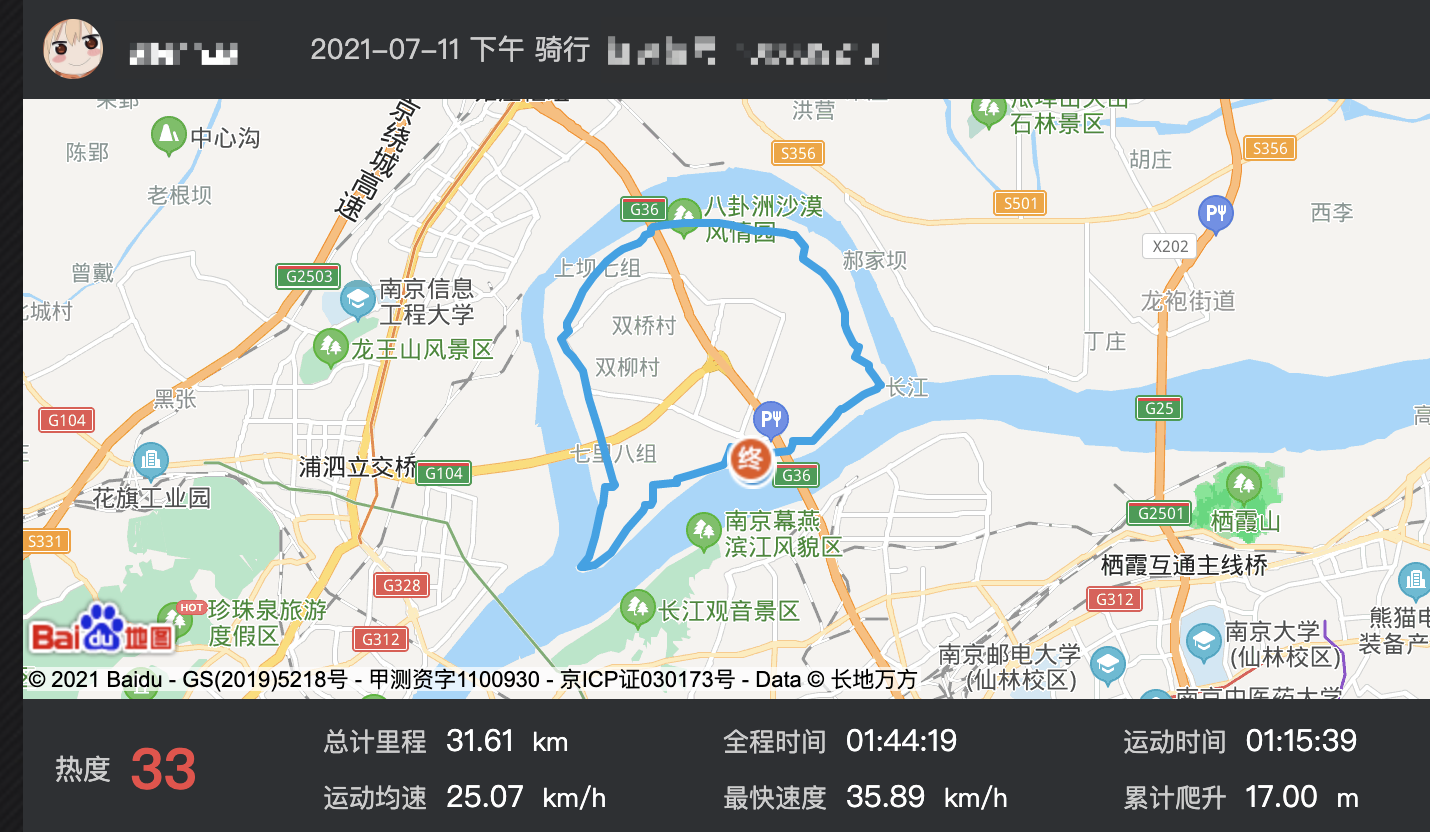 2021-07-11 下午 骑行
洪营
石林景区
中心沟
陈郢
S356
S356
胡庄
京绕城高速
老根坝
S501
G36
八卦洲沙漠
风情园
西李
X202
郝家坝
上坝七组
曾戴
G2503
南京信息
工程大学
龙袍街道
双桥村
丁庄
龙王山风景区
双柳村
长江
黑张
G104
G25
七里八组
浦泗立交桥
G104
终
G36
花旗工业园
G2501
栖霞山
南京幕燕
滨江风貌区
S331
栖霞互通主线桥
G328
G312
HOT
珍珠泉旅游
度假区
长江观音景区
G312
南京大学
(仙林校区)
熊猫电
装备产
Bai du 地图
南京邮电大学
(仙林校区)
© 2021 Baidu - GS(2019)5218号 - 甲测资字1100930 - 京ICP证030173号 - Data © 长地万方
南京中医药大学
热度 33
总计里程 31.61 km
全程时间 01:44:19
运动时间 01:15:39
运动均速 25.07 km/h
最快速度 35.89 km/h
累计爬升 17.00 m